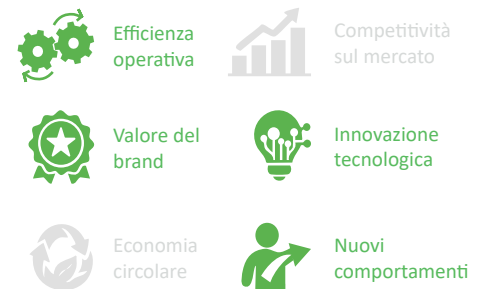 Efficienza
operativa
Competitività
sul mercato
Valore del
brand
Innovazione
tecnologica
Economia
circolare
Nuovi
comportamenti